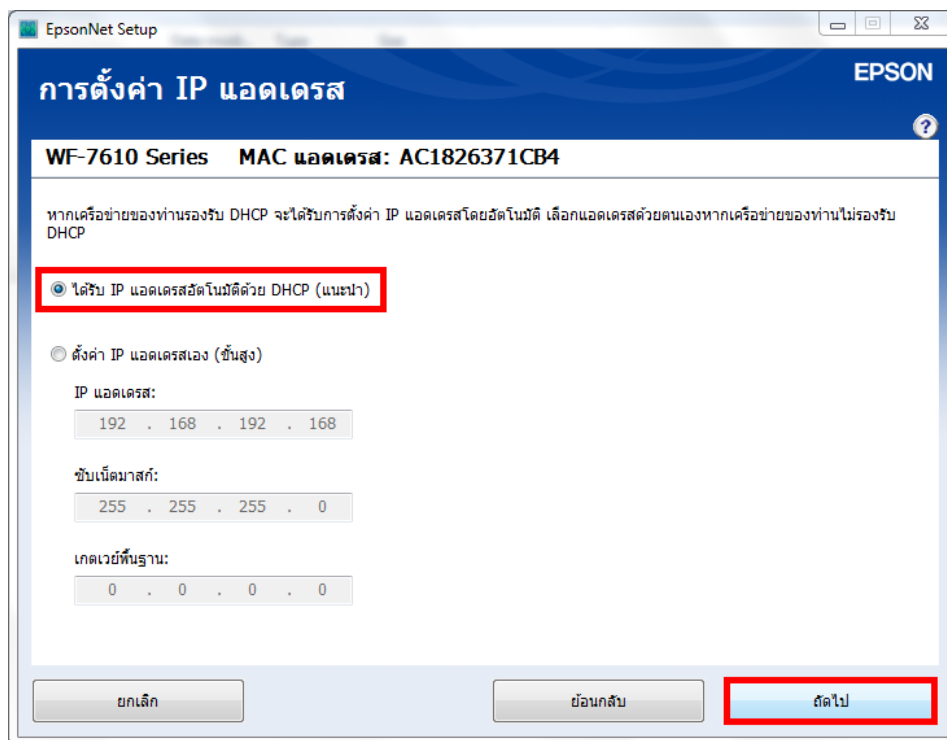 EpsonNet Setup
การตั้งค่า IP แอดเดรส
EPSON
?
WF-7610 Series MAC แอดเดรส: AC1826371CB4
หากเครือข่ายของท่านรองรับ DHCP จะได้รับการตั้งค่า IP แอดเดรสโดยอัตโนมัติ เลือกแอดเดรสด้วยตนเองหากเครือข่ายของท่านไม่รองรับ
DHCP
ได้รับ IP แอดเดรสอัตโนมัติด้วย DHCP (แนะนำ)
ตั้งค่า IP แอดเดรสเอง (ขั้นสูง)
IP แอดเดรส:
192 . 168 . 192 . 168
ซับเน็ตมาสก์:
255 . 255 . 255 . 0
เกตเวย์พื้นฐาน:
0 . 0 . 0 . 0
ยกเลิก ย้อนกลับ ถัดไป